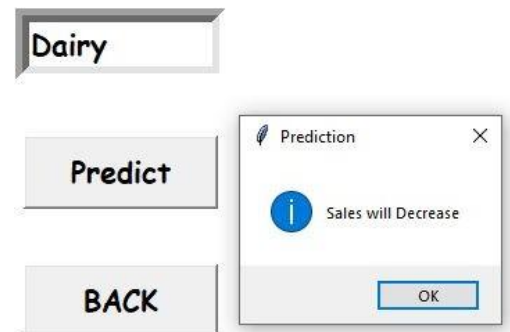 Dairy
Predict
Prediction
Sales will Decrease
OK
BACK